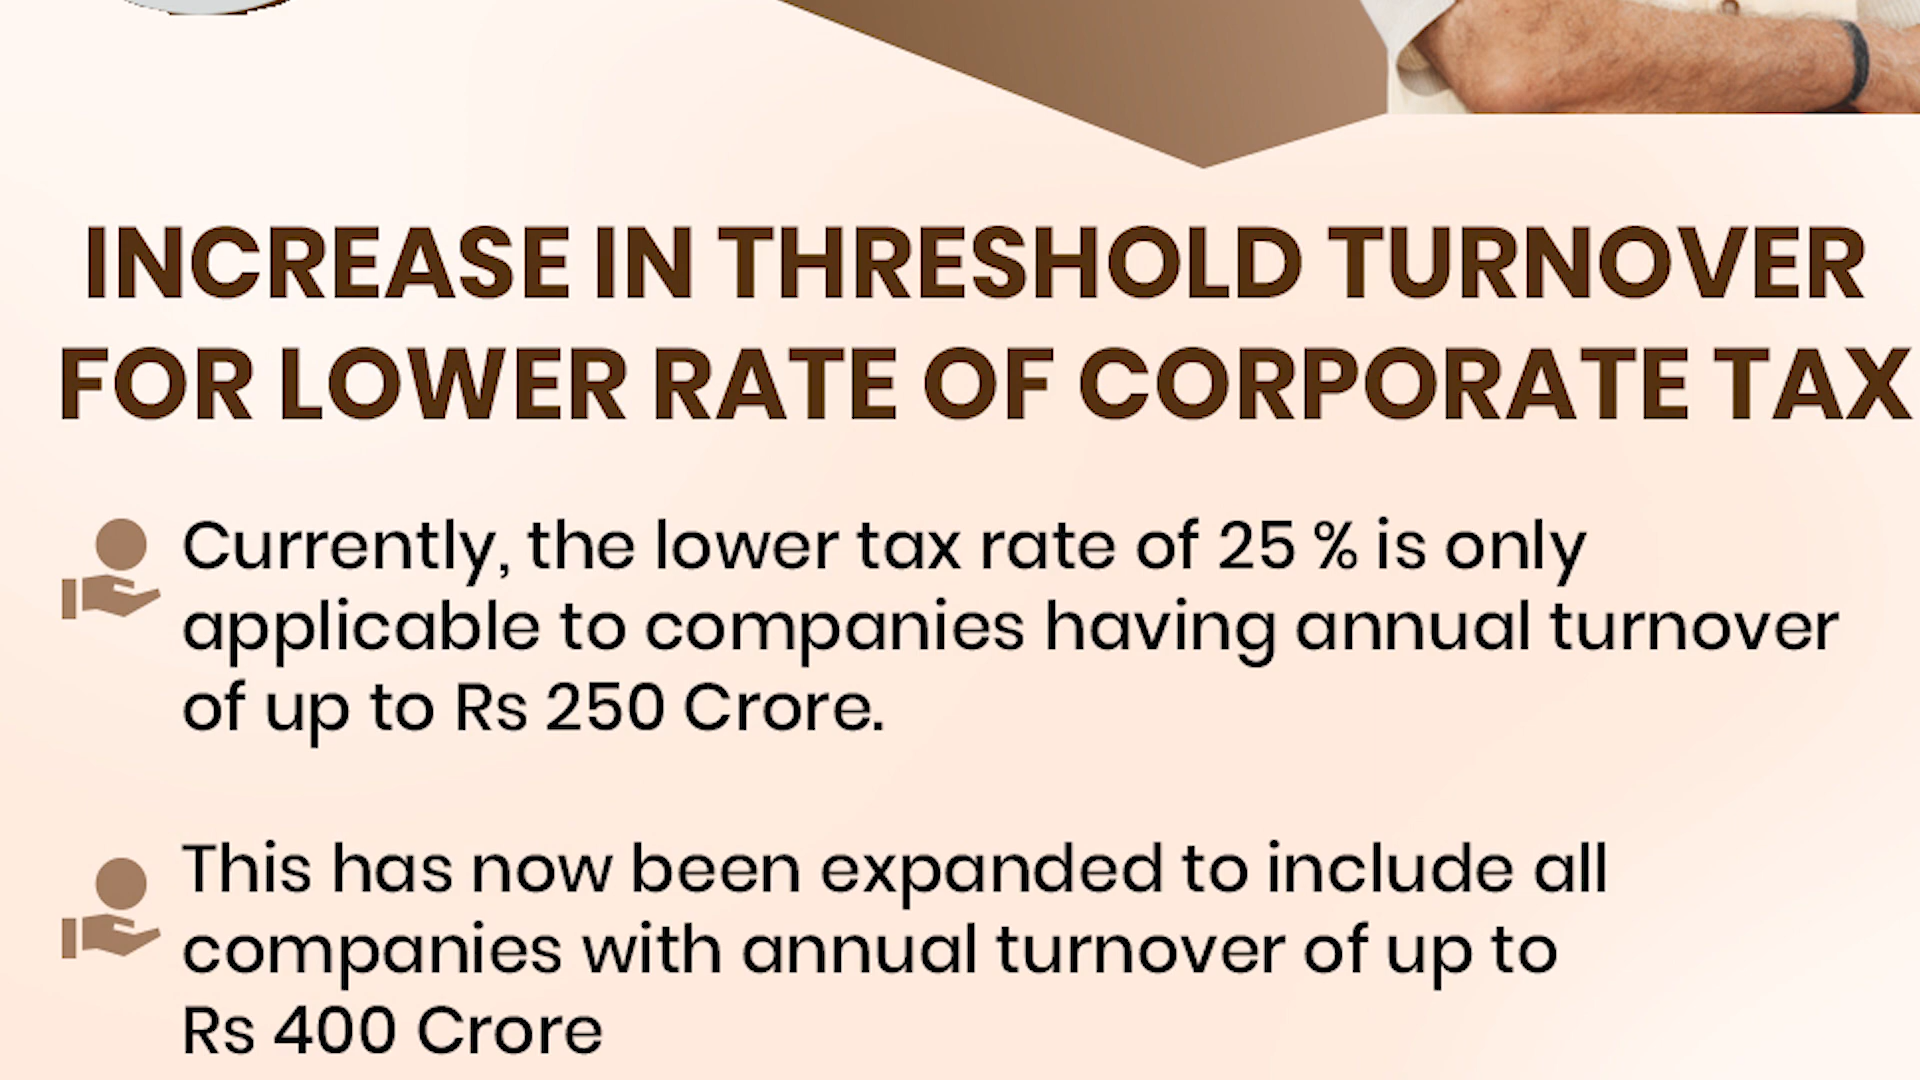 INCREASE IN THRESHOLD TURNOVER
FOR LOWER RATE OF CORPORATE TAX
Currently, the lower tax rate of 25 % is only
applicable to companies having annual turnover
of up to Rs 250 Crore.
This has now been expanded to include all
companies with annual turnover of up to
Rs 400 Crore